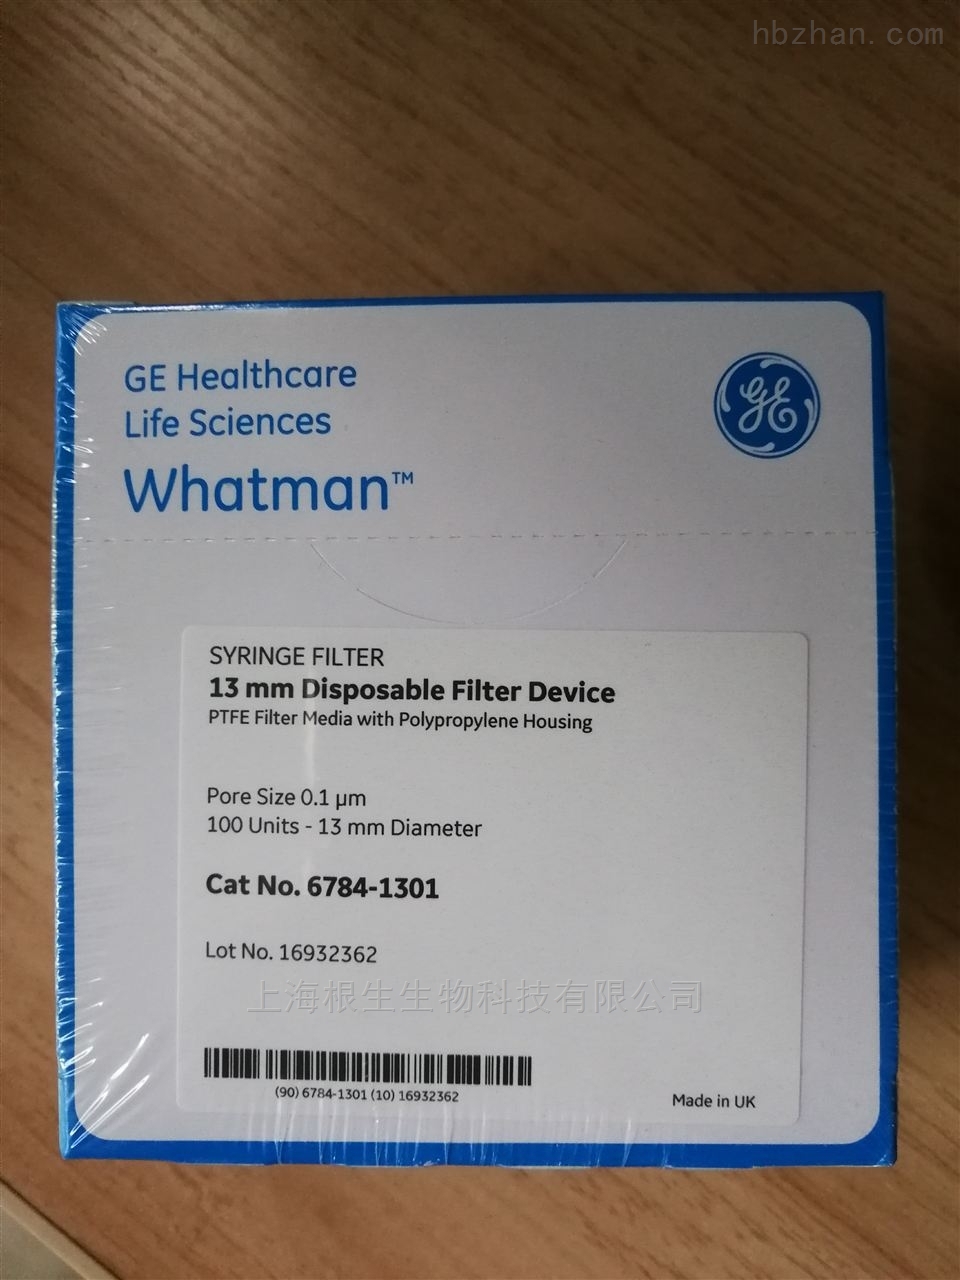 hbzhan.com
GE Healthcare
Life Sciences
Whatman™
GE
SYRINGE FILTER
13 mm Disposable Filter Device
PTFE Filter Media with Polypropylene Housing
Pore Size 0.1 µm
100 Units - 13 mm Diameter
Cat No. 6784-1301
Lot No. 16932362
上海根生生物科技有限公司
(90) 6784-1301 (10) 16932362
Made in UK